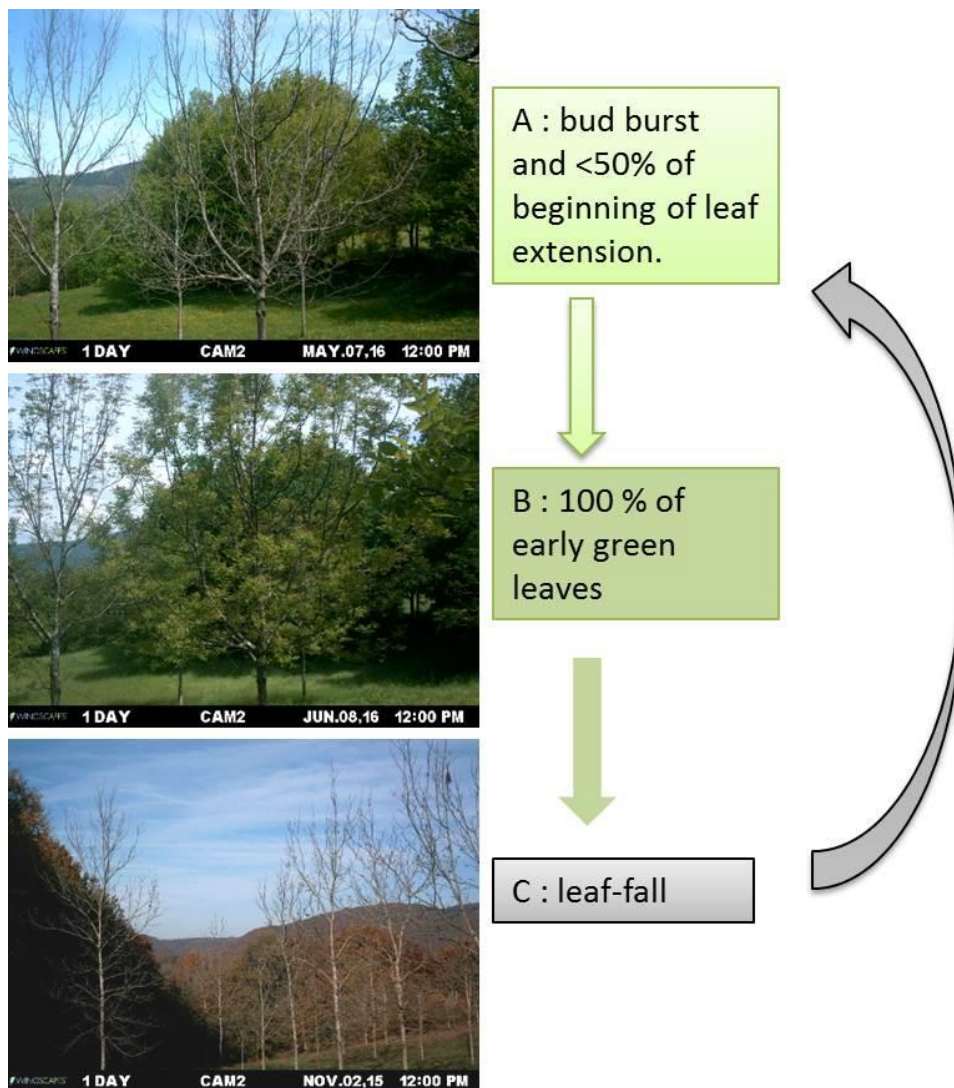 A : bud burst
and <50% of
beginning of leaf
extension.
1 DAY CAM2 MAY.07,16 12:00 PM
B : 100 % of
early green
leaves
1 DAY CAM2 JUN.08,16 12:00 PM
C : leaf-fall
1 DAY CAM2 NOV.02,15 12:00 PM